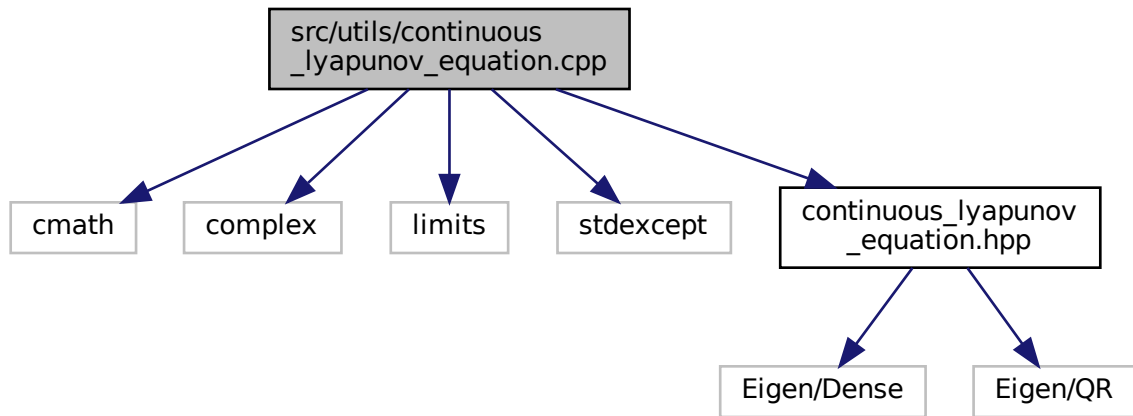 src/utils/continuous
_lyapunov_equation.cpp
cmath
complex
limits
stdexcept
continuous_lyapunov
_equation.hpp
Eigen/Dense
Eigen/QR